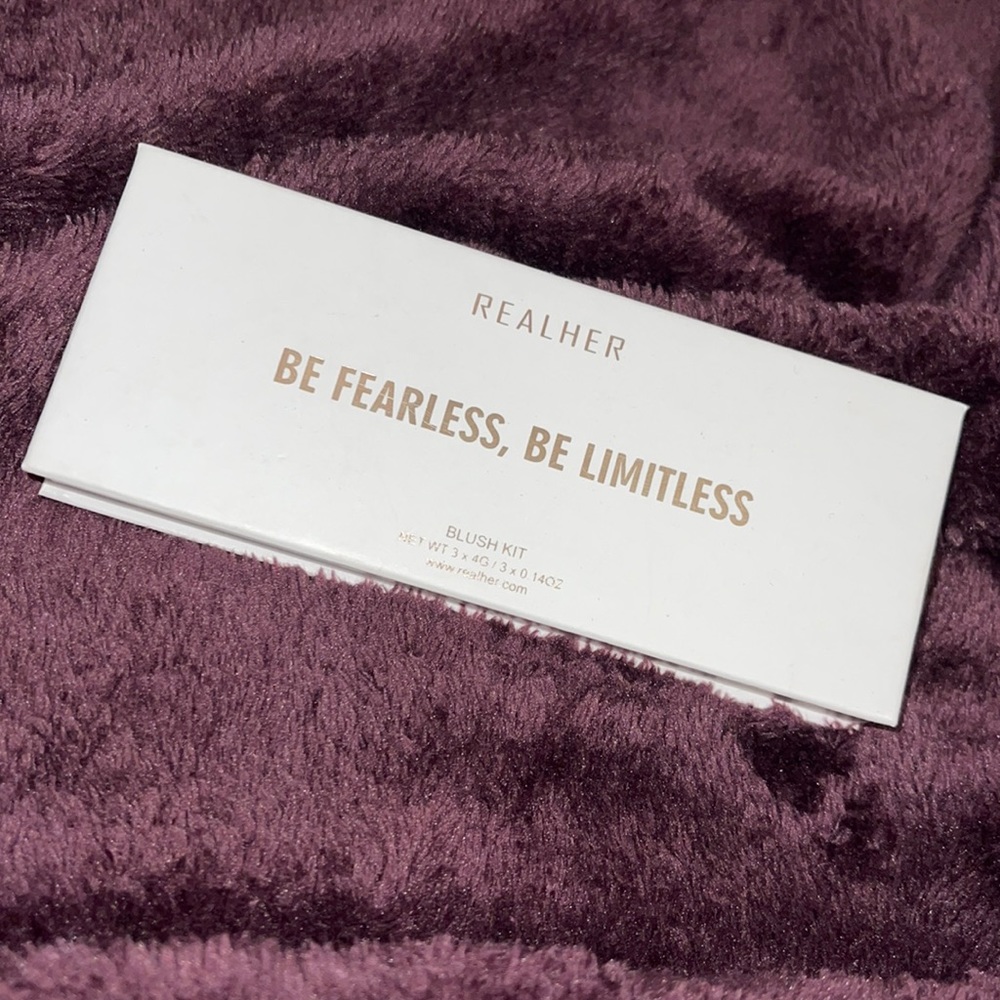 REALHER
BE FEARLESS, BE LIMITLESS
BLUSH KIT
NET WT 3 x 4G / 3 x 0.14OZ
www.realher.com